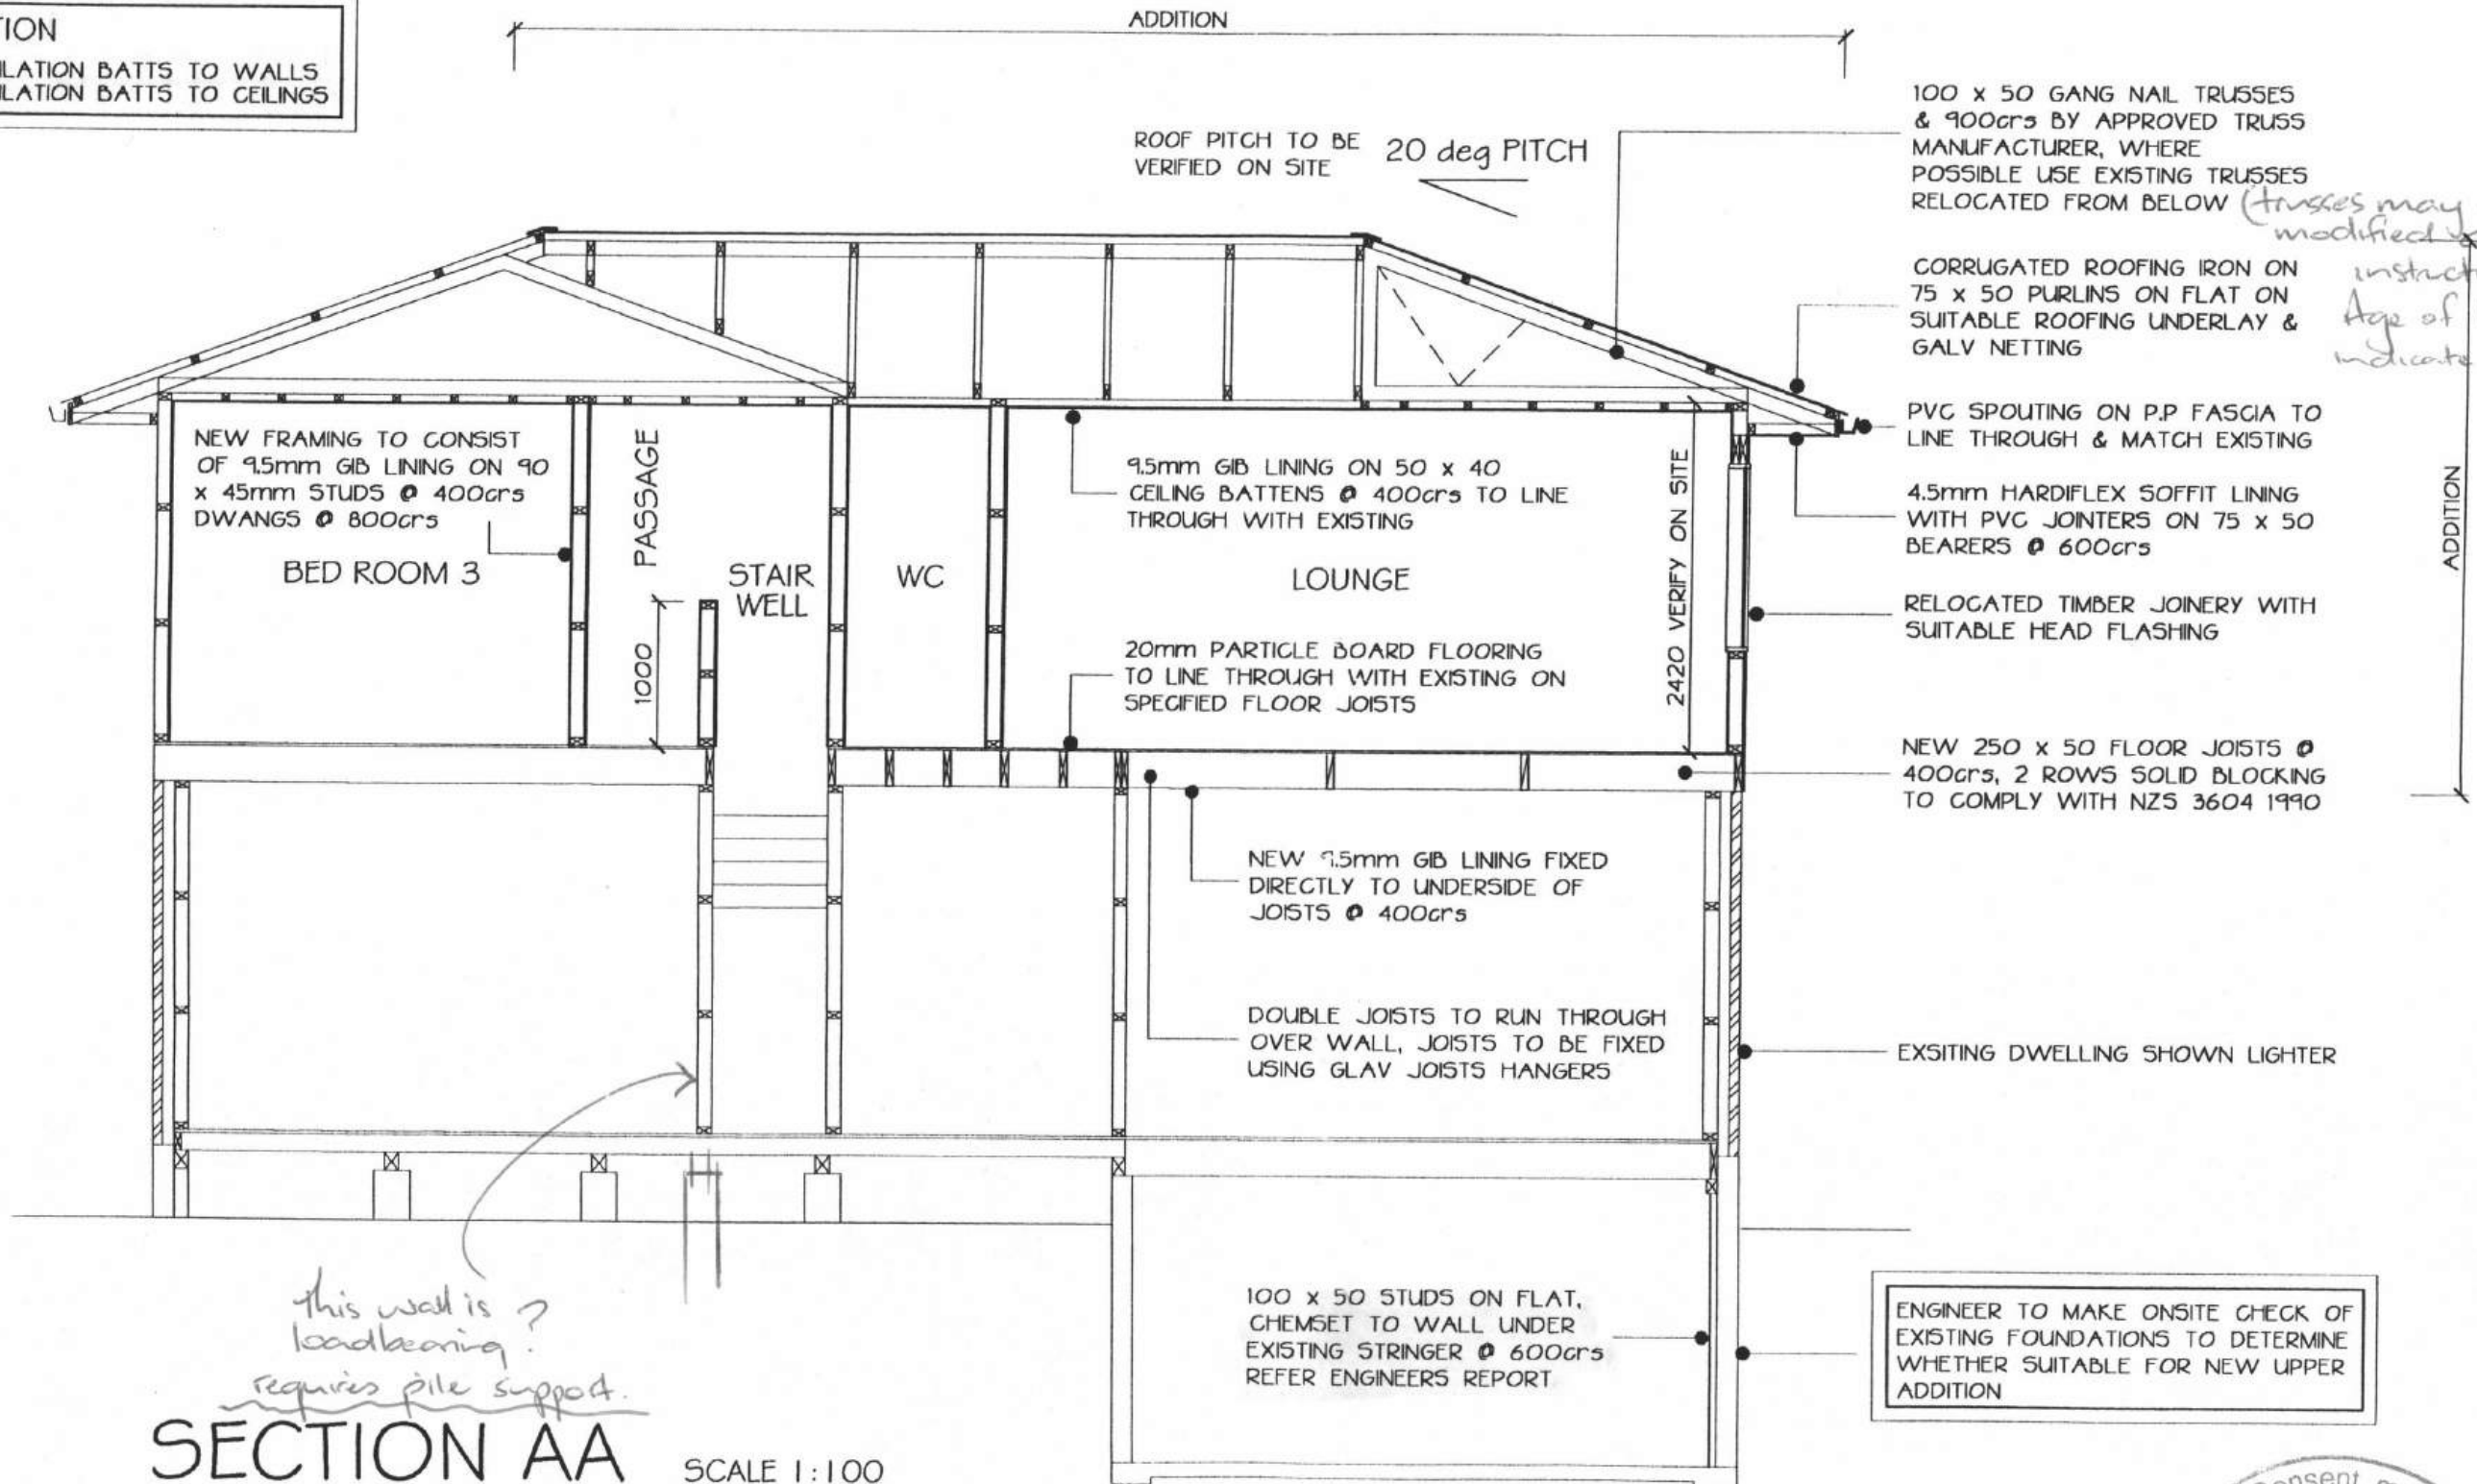 ADDITION
BATTS TO WALLS
BATTS TO CEILINGS
ROOF PITCH TO BE
VERIFIED ON SITE
20 deg PITCH
100 x 50 GANG NAIL TRUSSES
& 900crs BY APPROVED TRUSS
MANUFACTURER, WHERE
POSSIBLE USE EXISTING TRUSSES
RELOCATED FROM BELOW (trusses may
modified
CORRUGATED ROOFING IRON ON
75 x 50 PURLINS ON FLAT ON
SUITABLE ROOFING UNDERLAY &
GALV NETTING
Age of
indicate
PVC SPOUTING ON P.P FASCIA TO
LINE THROUGH & MATCH EXISTING
4.5mm HARDIFLEX SOFFIT LINING
WITH PVC JOINTERS ON 75 x 50
BEARERS @ 600crs
ADDITION
RELOCATED TIMBER JOINERY WITH
SUITABLE HEAD FLASHING
NEW 250 x 50 FLOOR JOISTS @
400crs, 2 ROWS SOLID BLOCKING
TO COMPLY WITH NZS 3604 1990
NEW FRAMING TO CONSIST
OF 9.5mm GIB LINING ON 90
x 45mm STUDS @ 400crs
DWANGS @ 800crs
BED ROOM 3
PASSAGE
1000
STAIR
WELL
WC
9.5mm GIB LINING ON 50 x 40
CEILING BATTENS @ 400crs TO LINE
THROUGH WITH EXISTING
LOUNGE
20mm PARTICLE BOARD FLOORING
TO LINE THROUGH WITH EXISTING ON
SPECIFIED FLOOR JOISTS
2420 VERIFY ON SITE
NEW 9.5mm GIB LINING FIXED
DIRECTLY TO UNDERSIDE OF
JOISTS @ 400crs
DOUBLE JOISTS TO RUN THROUGH
OVER WALL, JOISTS TO BE FIXED
USING GLAV JOISTS HANGERS
EXSITING DWELLING SHOWN LIGHTER
this wall is ?
loadbearing.
requires pile support.
100 x 50 STUDS ON FLAT,
CHEMSET TO WALL UNDER
EXISTING STRINGER @ 600crs
REFER ENGINEERS REPORT
ENGINEER TO MAKE ONSITE CHECK OF
EXISTING FOUNDATIONS TO DETERMINE
WHETHER SUITABLE FOR NEW UPPER
ADDITION
SECTION AA
SCALE 1:100